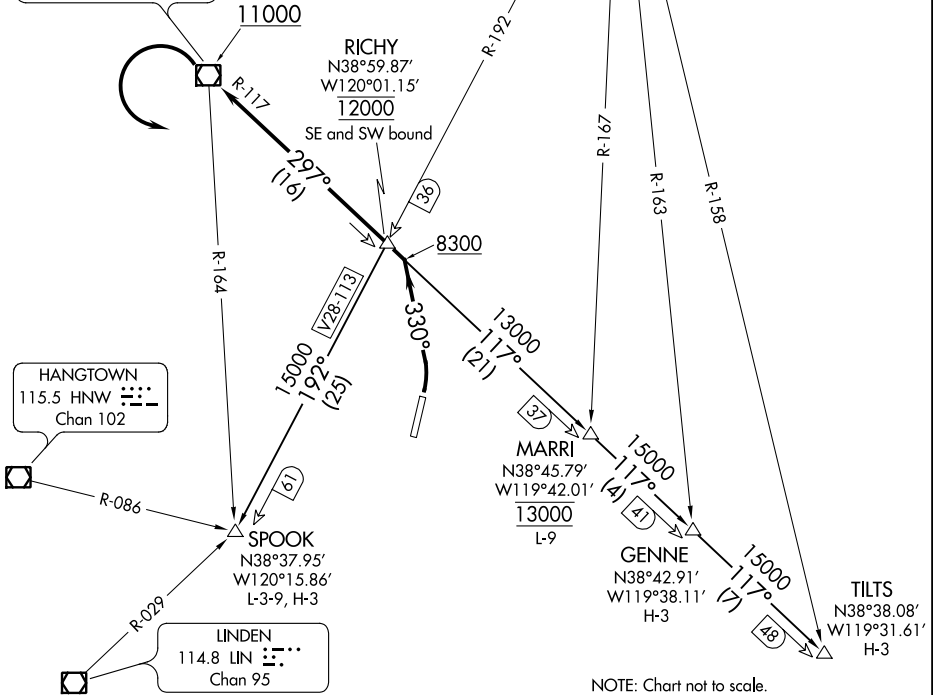 11000
RICHY
N38°59.87'
W120°01.15'
12000
SE and SW bound
R-192
R-117
297°
(16)
36
R-167
R-163
R-158
R-164
8300
V28-113
330°
15000
192°
(25)
13000
117°
(21)
HANGTOWN
115.5 HNW
Chan 102
R-086
37
MARRI
N38°45.79'
W119°42.01'
13000
L-9
15000
117°
(4)
41
61
SPOOK
N38°37.95'
W120°15.86'
L-3-9, H-3
GENNE
N38°42.91'
W119°38.11'
H-3
15000
117°
(7)
48
TILTS
N38°38.08'
W119°31.61'
H-3
R-029
LINDEN
114.8 LIN
Chan 95
NOTE: Chart not to scale.